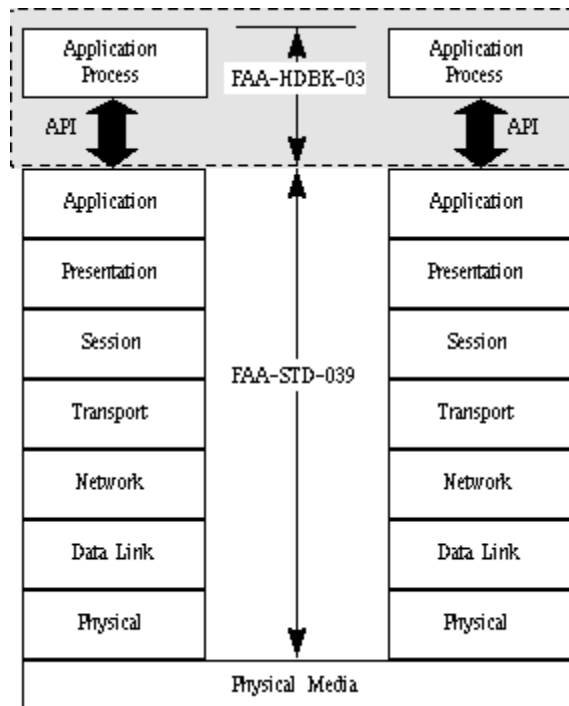 Application
Process
FAA-HDBK-03
Application
Process
API
API
Application
Application
Presentation
Presentation
Session
Session
FAA-STD-039
Transport
Transport
Network
Network
Data Link
Data Link
Physical
Physical
Physical Media